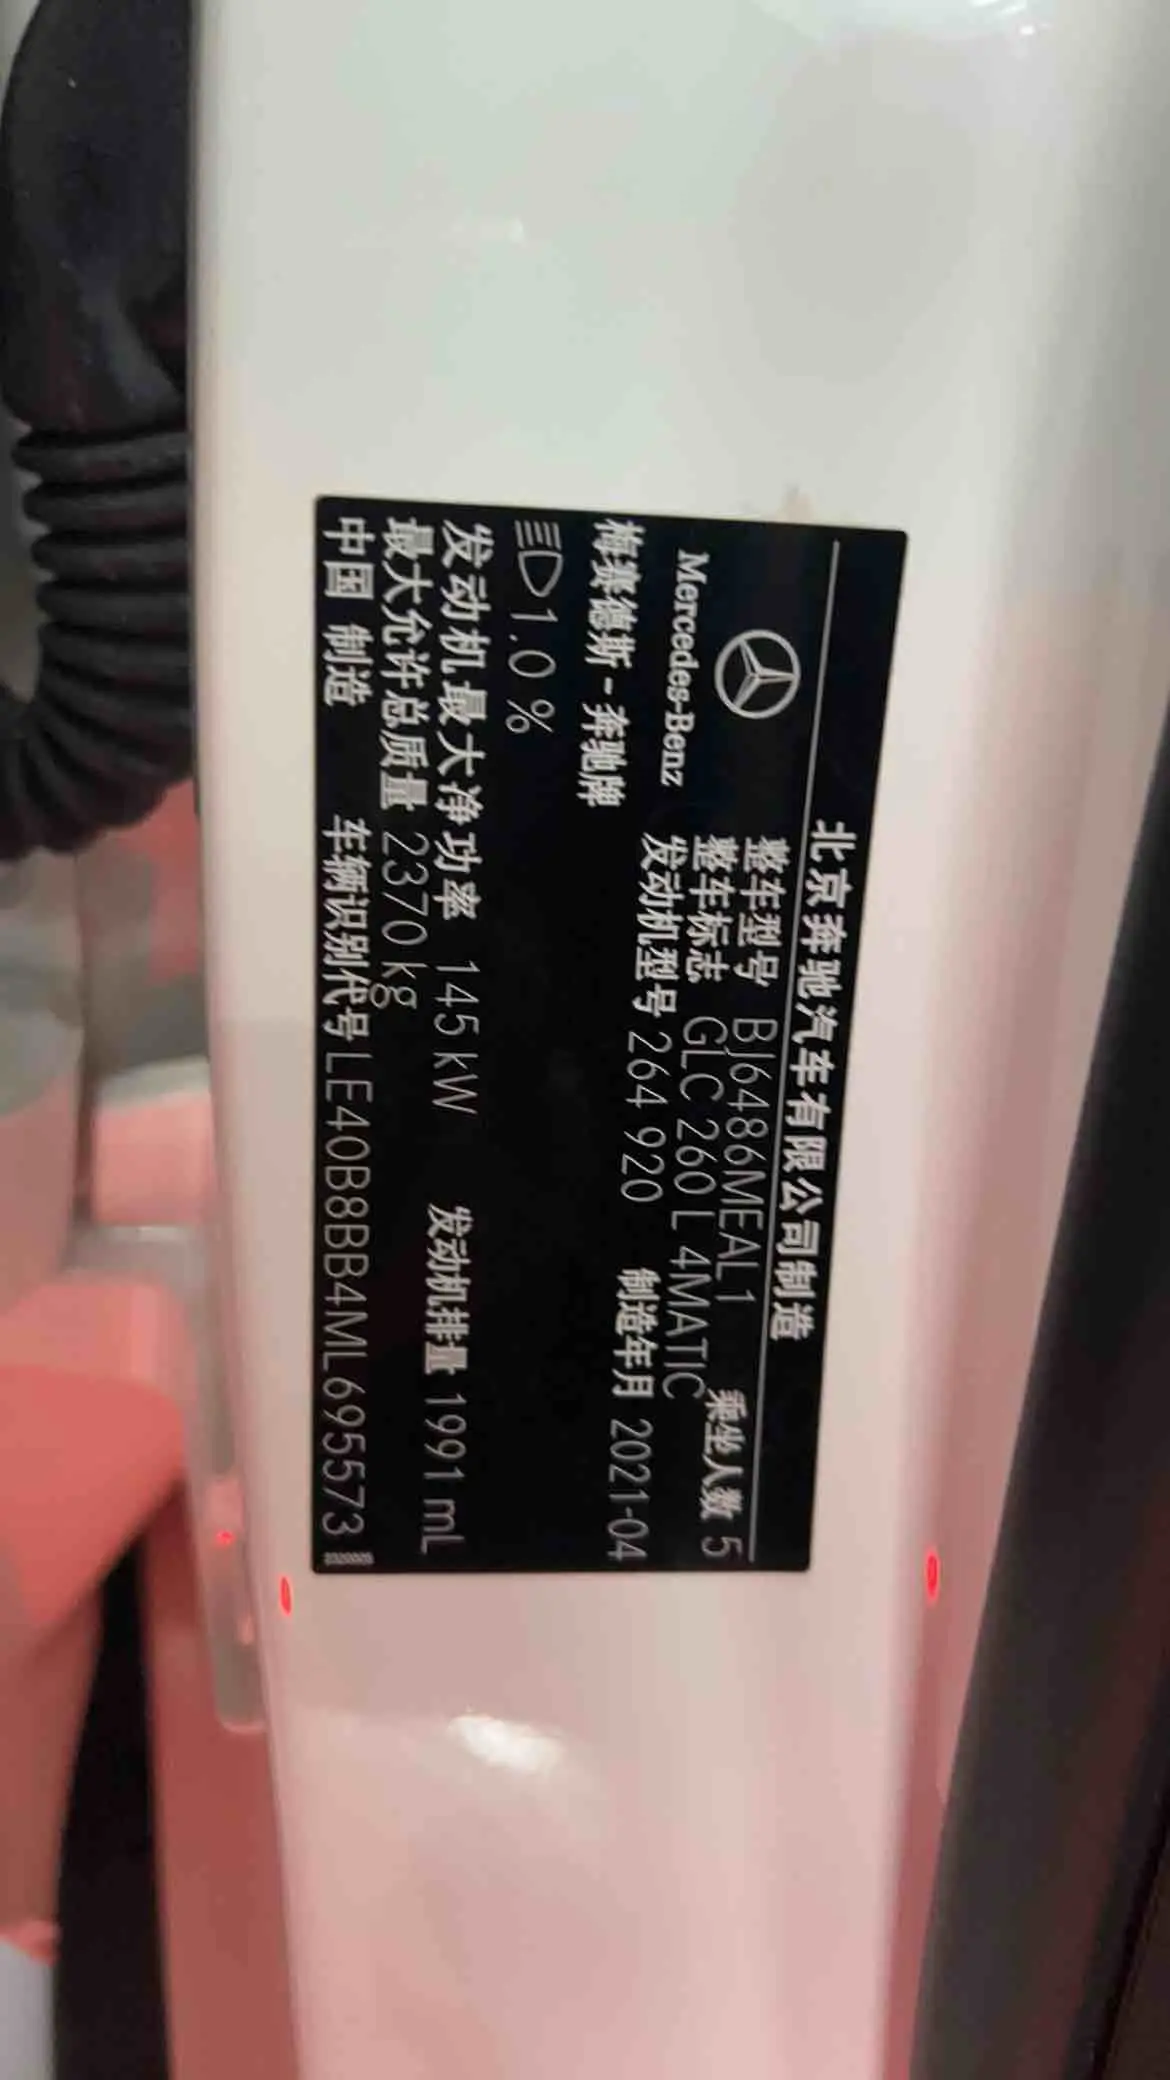 北京奔驰汽车有限公司制造
Mercedes-Benz
整车型号 BJ6486MEAL1 乘坐人数 5
整车标志 GLC 260 L 4MATIC
发动机型号 264 920 制造年月 2021-04
梅赛德斯-奔驰牌
1.0%
发动机最大净功率 145 kW 发动机排量 1991 mL
最大允许总质量 2370 kg
中国 制造 车辆识别代号 LE40B8BB4ML695573